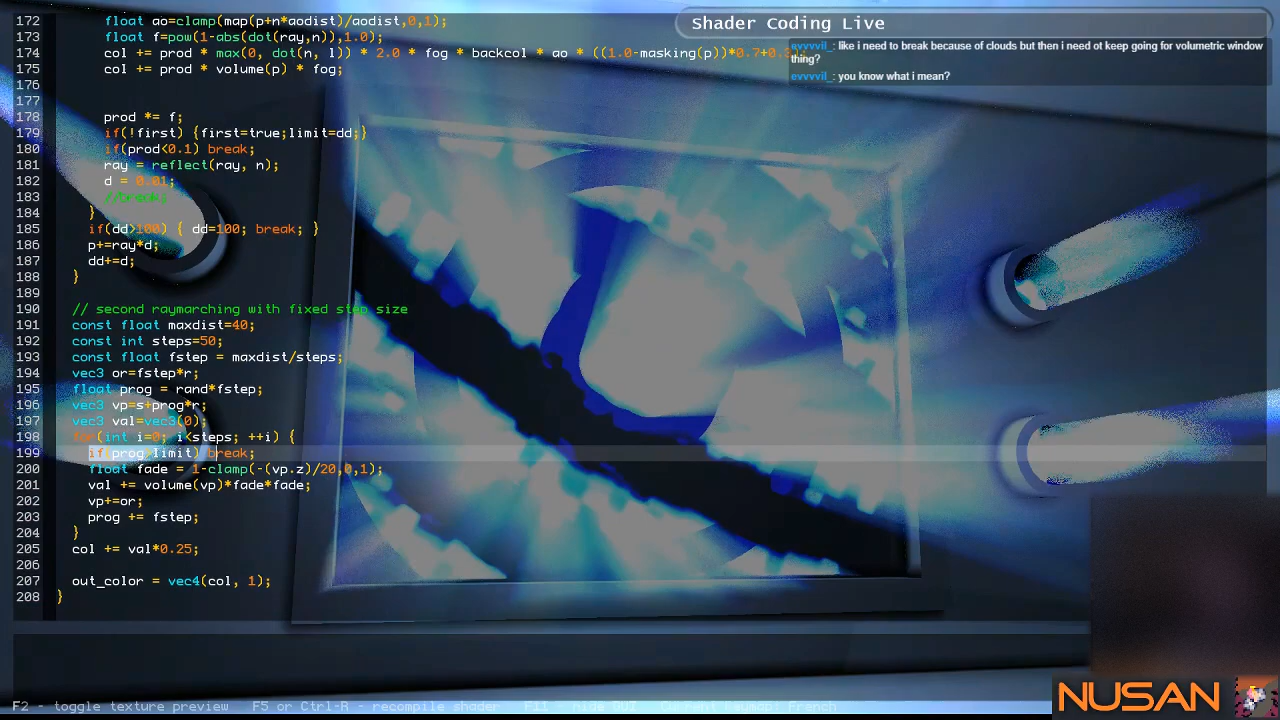 172 float ao=clamp(map(p+n*aodist)/aodist,0,1);
Shader Coding Live
173 float f=pow(1-abs(dot(ray,n)),1.0);
174 col += prod * max(0, dot(n, l)) * 2.0 * fog * backcol * ao * ((1.0-masking(p))*0.7+0.3
evvvvil_: like i need to break because of clouds but then i need ot keep going for volumetric window
thing?
175 col += prod * volume(p) * fog;
evvvvil_: you know what i mean?
176
177
178 prod *= f;
179 if(!first) {first=true;limit=dd;}
180 if(prod<0.1) break;
181 ray = reflect(ray, n);
182 d = 0.01;
183 //break;
184 }
185 if(dd>100) { dd=100; break; }
186 p+=ray*d;
187 dd+=d;
188 }
189
190 // second raymarching with fixed step size
191 const float maxdist=40;
192 const int steps=50;
193 const float fstep = maxdist/steps;
194 vec3 or=fstep*r;
195 float prog = rand*fstep;
196 vec3 vp=s+prog*r;
197 vec3 val=vec3(0);
198 for(int i=0; i<steps; ++i) {
199 if(prog>limit) break;
200 float fade = 1-clamp(-(vp.z)/20,0,1);
201 val += volume(vp)*fade*fade;
202 vp+=or;
203 prog += fstep;
204 }
205 col += val*0.25;
206
207 out_color = vec4(col, 1);
208 }
F2 - toggle texture preview F5 or Ctrl-R - recompile shader F11 - hide GUI Current keymap: French
NUSAN